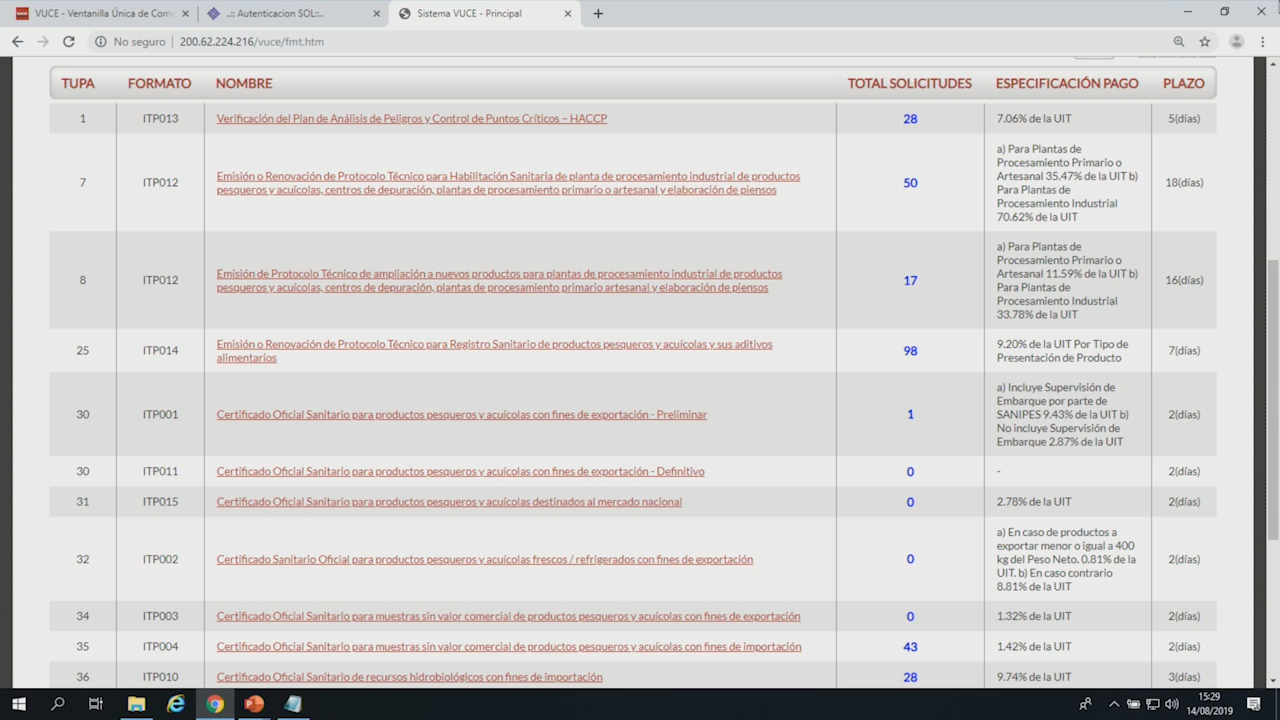 VUCE - Ventanilla Única de Come
..:: Autenticacion SOL::..
Sistema VUCE - Principal
No seguro
200.62.224.216/vuce/fmt.htm
TUPA FORMATO NOMBRE TOTAL SOLICITUDES ESPECIFICACIÓN PAGO PLAZO
1 ITP013 Verificación del Plan de Análisis de Peligros y Control de Puntos Críticos – HACCP 28 7.06% de la UIT 5(días)
7 ITP012
Emisión o Renovación de Protocolo Técnico para Habilitación Sanitaria de planta de procesamiento industrial de productos
pesqueros y acuícolas, centros de depuración, plantas de procesamiento primario o artesanal y elaboración de piensos
50
a) Para Plantas de
Procesamiento Primario o
Artesanal 35.47% de la UIT b)
Para Plantas de
Procesamiento Industrial
70.62% de la UIT
18(días)
8 ITP012
Emisión de Protocolo Técnico de ampliación a nuevos productos para plantas de procesamiento industrial de productos
pesqueros y acuícolas, centros de depuración, plantas de procesamiento primario artesanal y elaboración de piensos
17
a) Para Plantas de
Procesamiento Primario o
Artesanal 11.59% de la UIT b)
Para Plantas de
Procesamiento Industrial
33.78% de la UIT
16(días)
25 ITP014
Emisión o Renovación de Protocolo Técnico para Registro Sanitario de productos pesqueros y acuícolas y sus aditivos
alimentarios
98
9.20% de la UIT Por Tipo de
Presentación de Producto
7(días)
30 ITP001
Certificado Oficial Sanitario para productos pesqueros y acuícolas con fines de exportación - Preliminar
1
a) Incluye Supervisión de
Embarque por parte de
SANIPES 9.43% de la UIT b)
No incluye Supervisión de
Embarque 2.87% de la UIT
2(días)
30 ITP011 Certificado Oficial Sanitario para productos pesqueros y acuícolas con fines de exportación - Definitivo 0 - 2(días)
31 ITP015 Certificado Oficial Sanitario para productos pesqueros y acuícolas destinados al mercado nacional 0 2.78% de la UIT 2(días)
32 ITP002
Certificado Sanitario Oficial para productos pesqueros y acuícolas frescos / refrigerados con fines de exportación
0
a) En caso de productos a
exportar menor o igual a 400
kg del Peso Neto. 0.81% de la
UIT. b) En caso contrario
8.81% de la UIT
2(días)
34 ITP003 Certificado Oficial Sanitario para muestras sin valor comercial de productos pesqueros y acuícolas con fines de exportación 0 1.32% de la UIT 2(días)
35 ITP004 Certificado Oficial Sanitario para muestras sin valor comercial de productos pesqueros y acuícolas con fines de importación 43 1.42% de la UIT 2(días)
36 ITP010 Certificado Oficial Sanitario de recursos hidrobiológicos con fines de importación 28 9.74% de la UIT 3(días)
15:29
14/08/2019